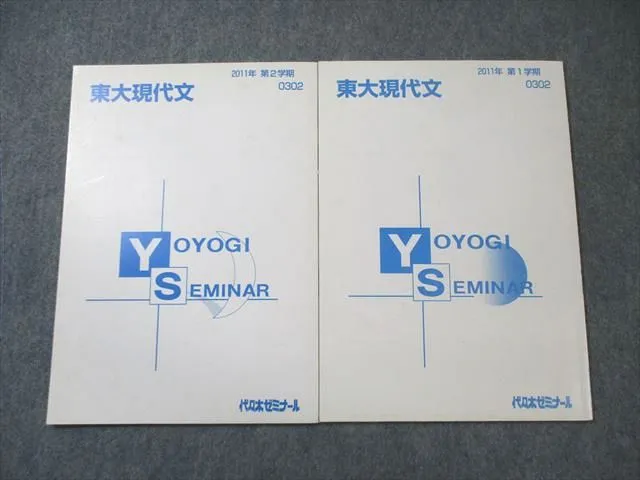 2011年 第2学期
東大現代文
0302
YOYOGI
SEMINAR
代々木ゼミナール
2011年 第1学期
東大現代文
0302
YOYOGI
SEMINAR
代々木ゼミナール